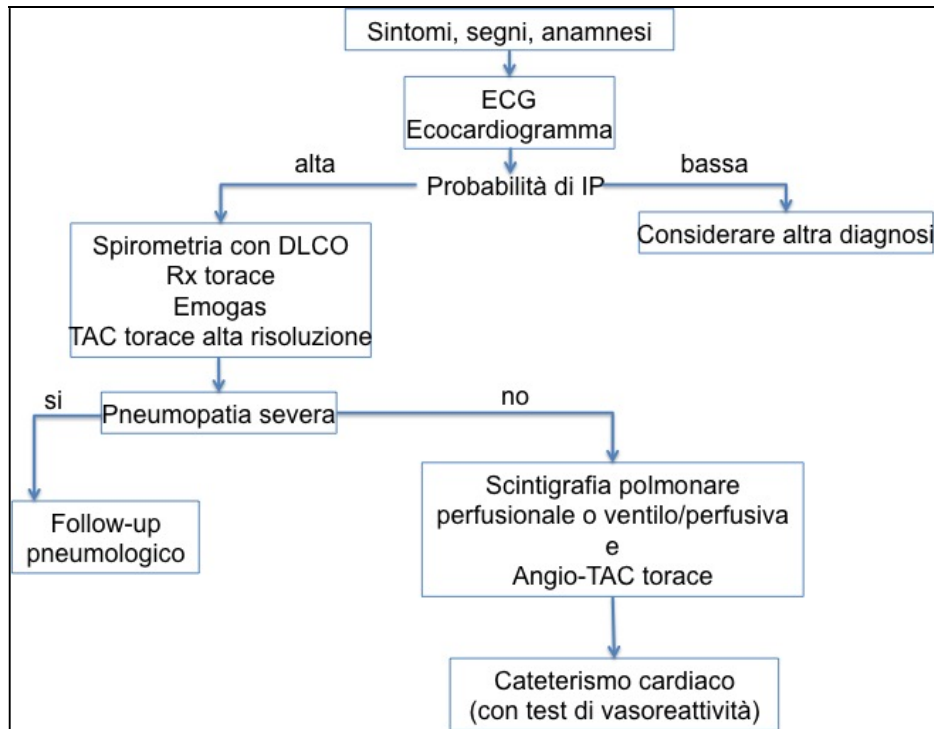 Sintomi, segni, anamnesi
ECG
Ecocardiogramma
alta
Probabilità di IP
bassa
Spirometria con DLCO
Rx torace
Emogas
TAC torace alta risoluzione
Considerare altra diagnosi
si
Pneumopatia severa
no
Follow-up
pneumologico
Scintigrafia polmonare
perfusionale o ventilo/perfusiva
e
Angio-TAC torace
Cateterismo cardiaco
(con test di vasoreattività)